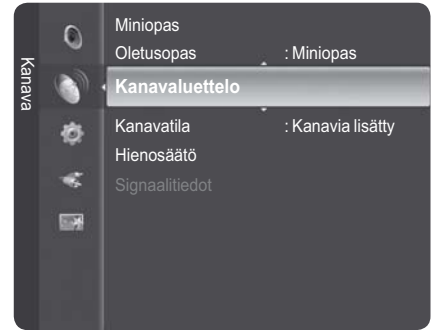 Kanava
Miniopas
Oletusopas : Miniopas
Kanavaluettelo
Kanavatila : Kanavia lisätty
Hienosäätö
Signaalitiedot